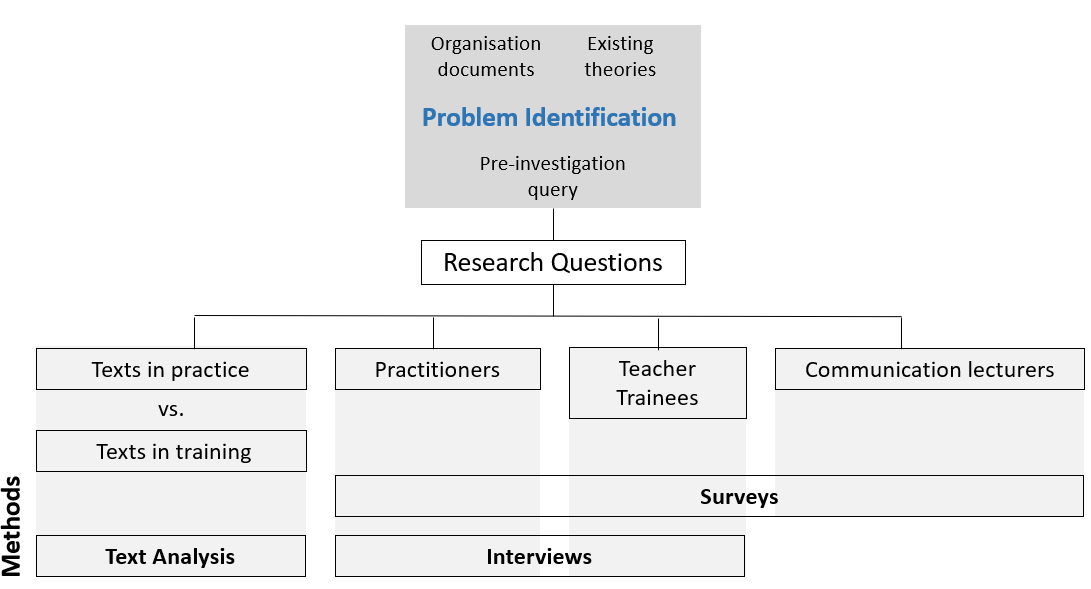 Organisation
documents
Existing
theories
Problem Identification
Pre-investigation
query
Research Questions
Texts in practice
vs.
Texts in training
Practitioners
Teacher
Trainees
Communication lecturers
Methods
Surveys
Text Analysis
Interviews